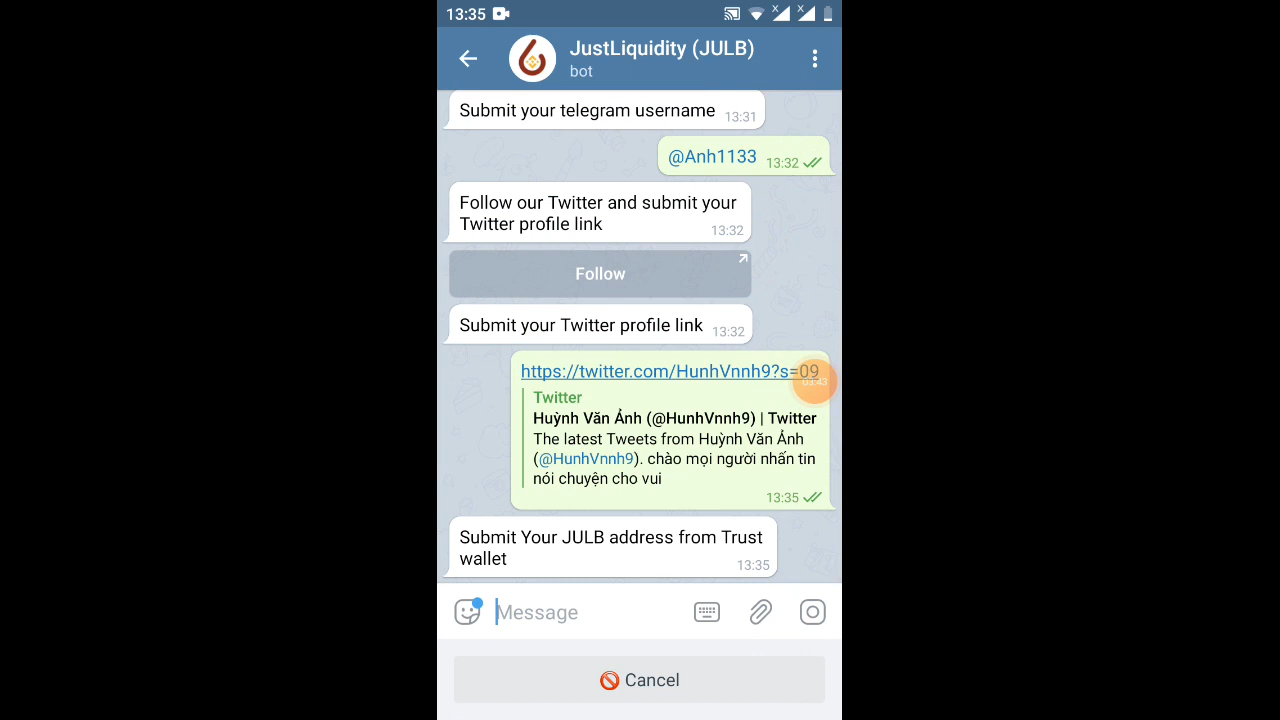 13:35
JustLiquidity (JULB)
bot
Submit your telegram username 13:31
@Anh1133 13:32
Follow our Twitter and submit your
Twitter profile link 13:32
Follow
Submit your Twitter profile link 13:32
https://twitter.com/HunhVnnh9?s=09
03:43
Twitter
Huỳnh Văn Ảnh (@HunhVnnh9) | Twitter
The latest Tweets from Huỳnh Văn Ảnh
(@HunhVnnh9). chào mọi người nhấn tin
nói chuyện cho vui
13:35
Submit Your JULB address from Trust
wallet 13:35
Message
Cancel